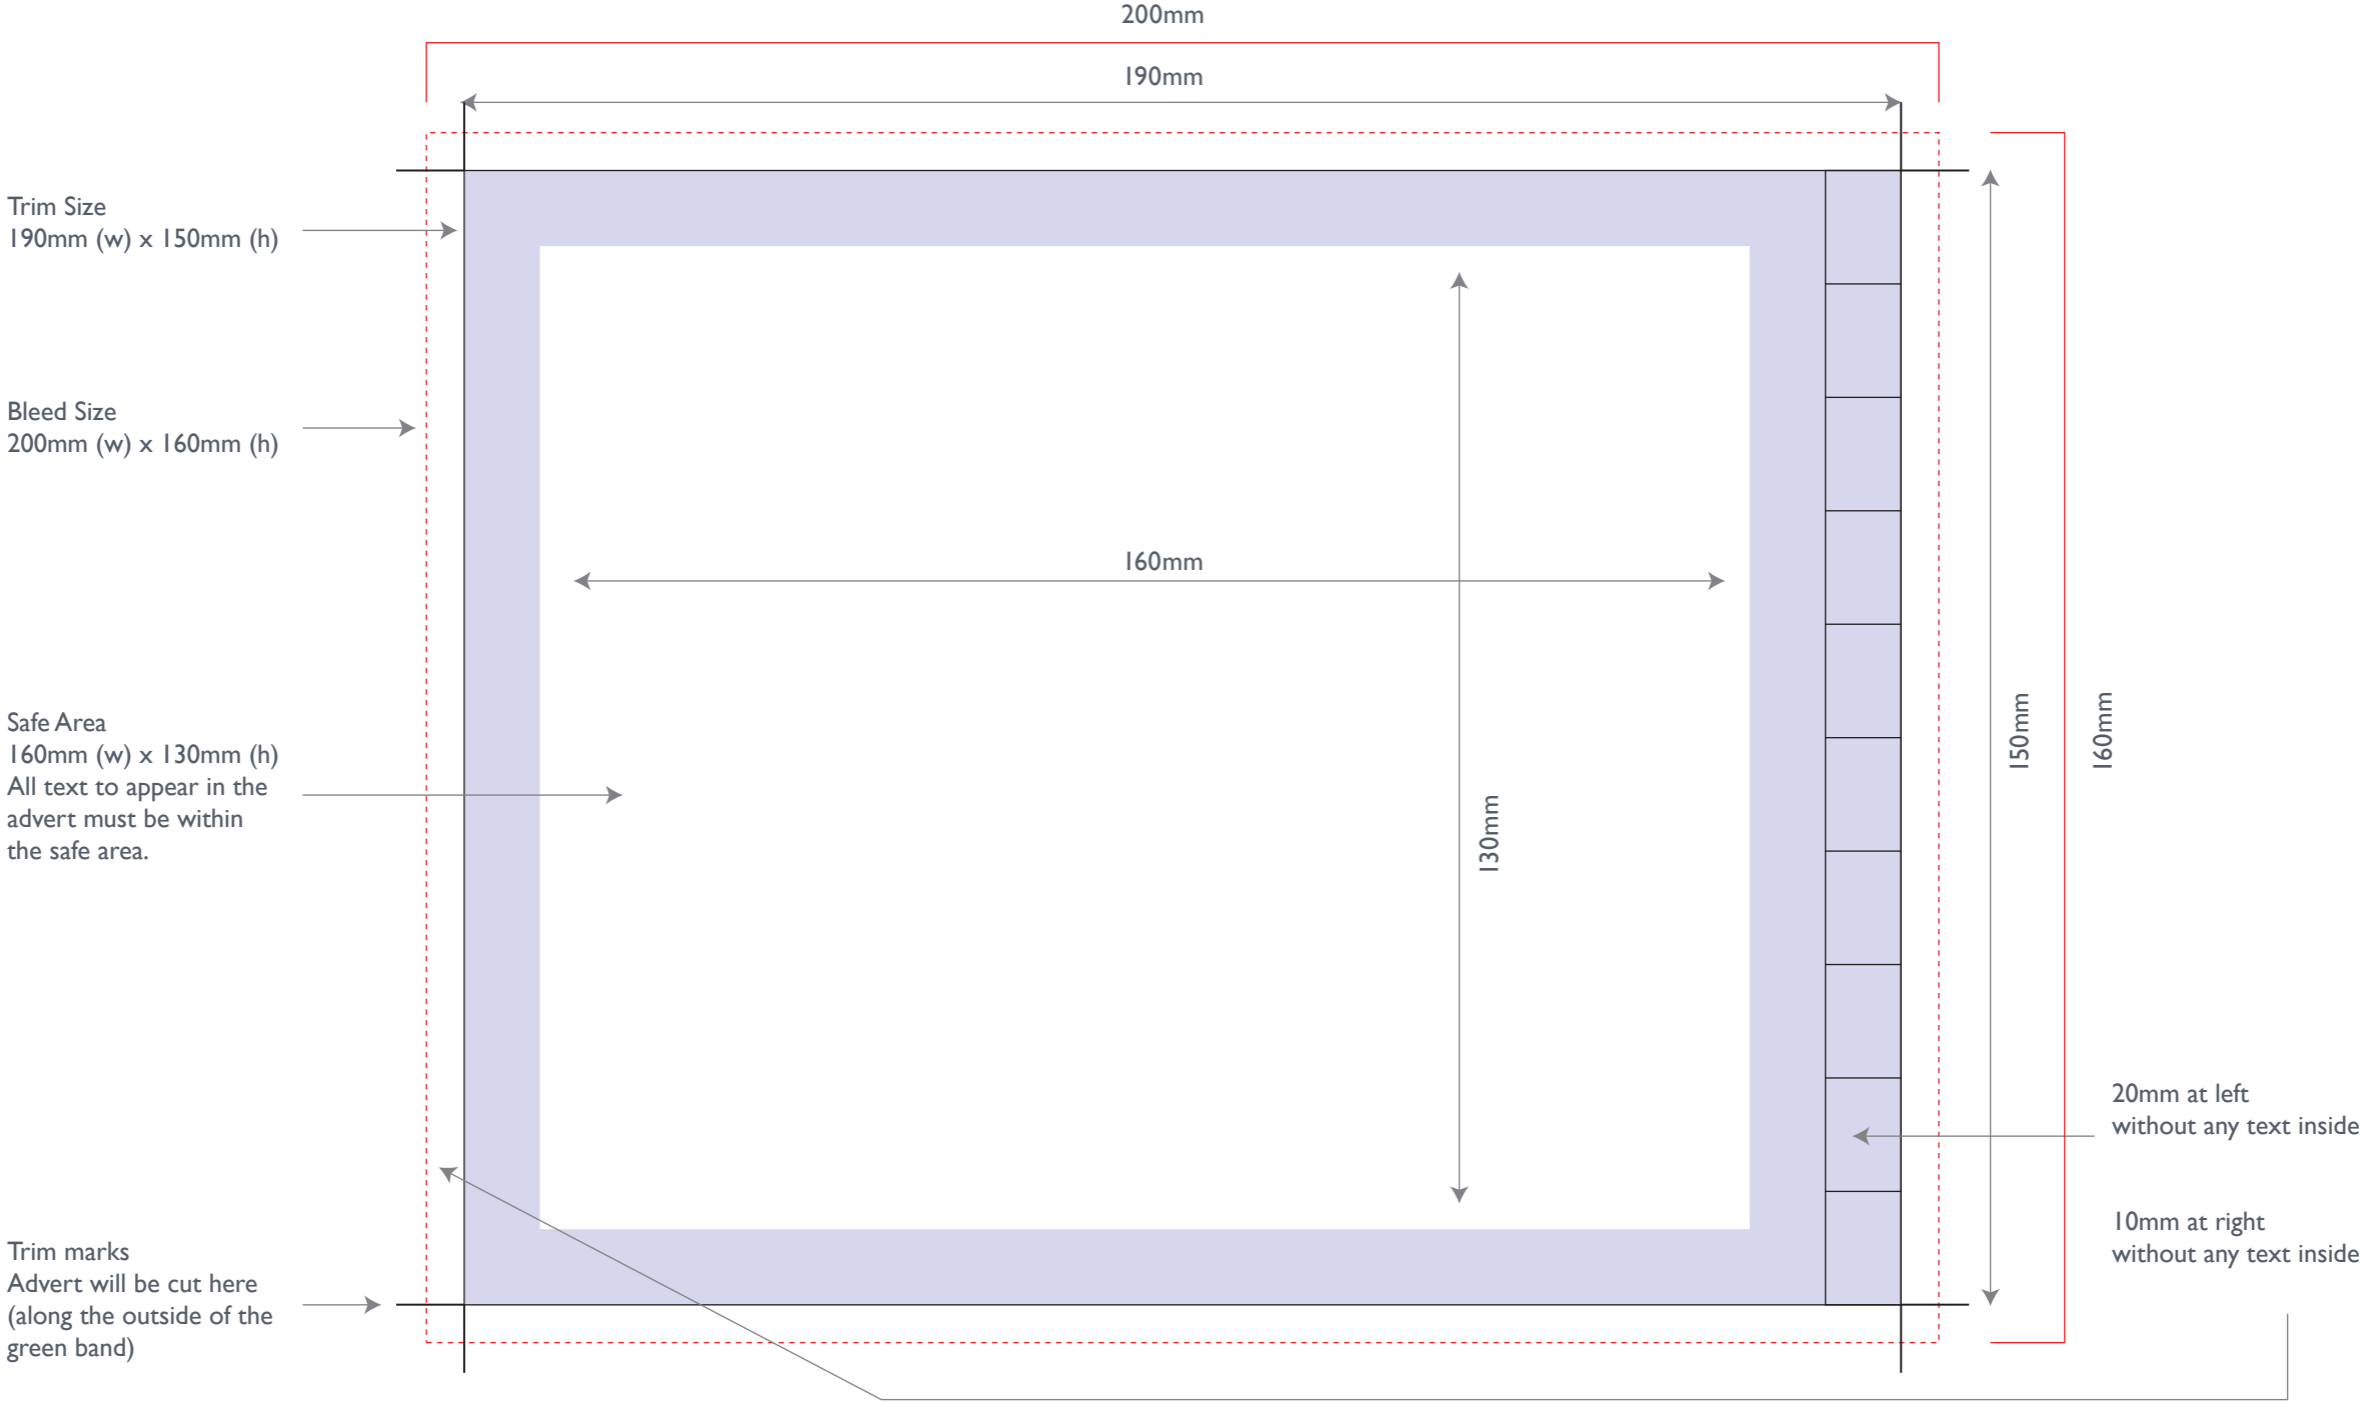 200mm
190mm
Trim Size
190mm (w) x 150mm (h)
Bleed Size
200mm (w) x 160mm (h)
160mm
Safe Area
160mm (w) x 130mm (h)
All text to appear in the
advert must be within
the safe area.
130mm
150mm
160mm
20mm at left
without any text inside
10mm at right
without any text inside
Trim marks
Advert will be cut here
(along the outside of the
green band)